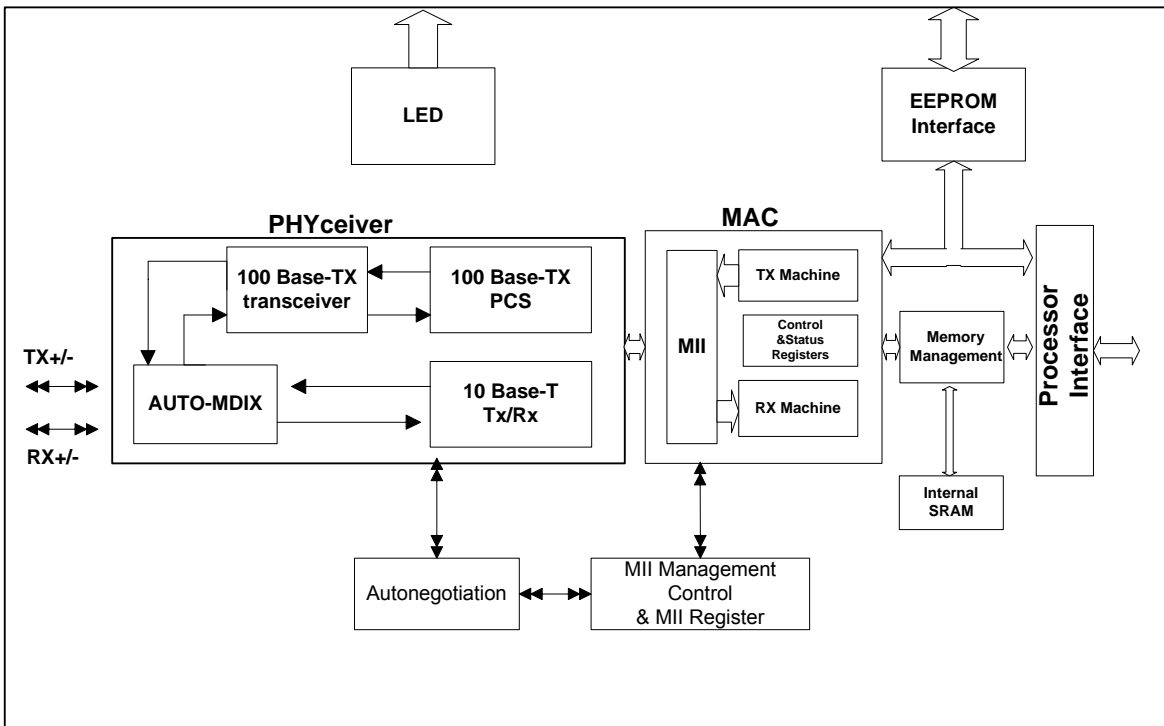 LED
EEPROM
Interface
PHYceiver
MAC
100 Base-TX
transceiver
100 Base-TX
PCS
TX Machine
MII
Control
&Status
Registers
Memory
Management
Processor
Interface
TX+/-
AUTO-MDIX
10 Base-T
Tx/Rx
RX Machine
RX+/-
Internal
SRAM
Autonegotiation
MII Management
Control
& MII Register